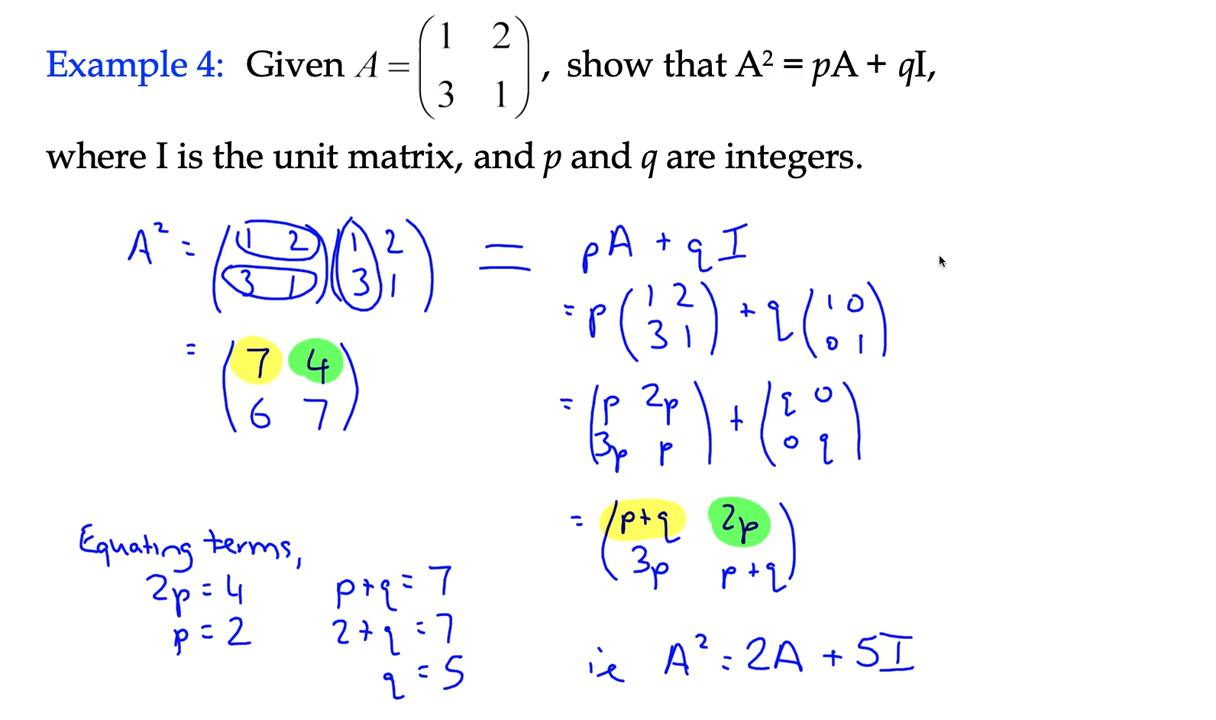 Example 4: Given A = ( 1 2 ; 3 1 ) , show that A² = pA + qI,
where I is the unit matrix, and p and q are integers.
A² = ( 1 2 ; 3 1 ) ( 1 2 ; 3 1 ) = pA + qI
= p ( 1 2 ; 3 1 ) + q ( 1 0 ; 0 1 )
= ( 7 4 ; 6 7 )
= ( p 2p ; 3p p ) + ( q 0 ; 0 q )
= ( p+q 2p ; 3p p+q )
Equating terms,
2p = 4 p+q = 7
p = 2 2+q = 7
q = 5
ie A² = 2A + 5I